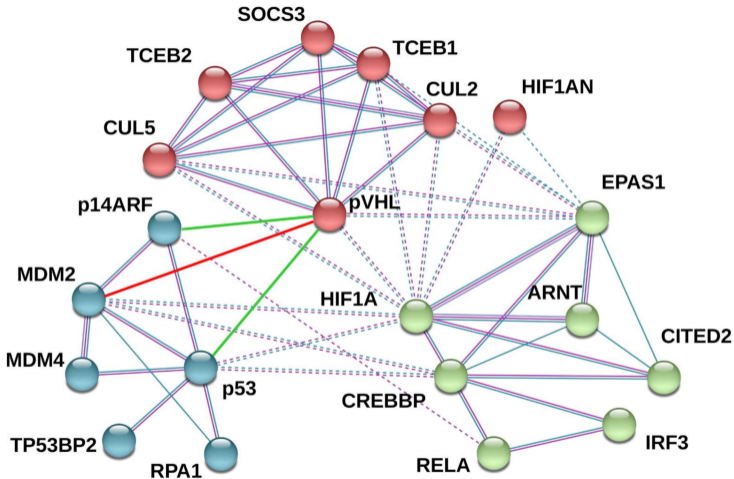 SOCS3
TCEB2
TCEB1
CUL2
HIF1AN
CUL5
EPAS1
p14ARF
pVHL
MDM2
HIF1A
ARNT
CITED2
MDM4
p53
CREBBP
TP53BP2
RPA1
RELA
IRF3